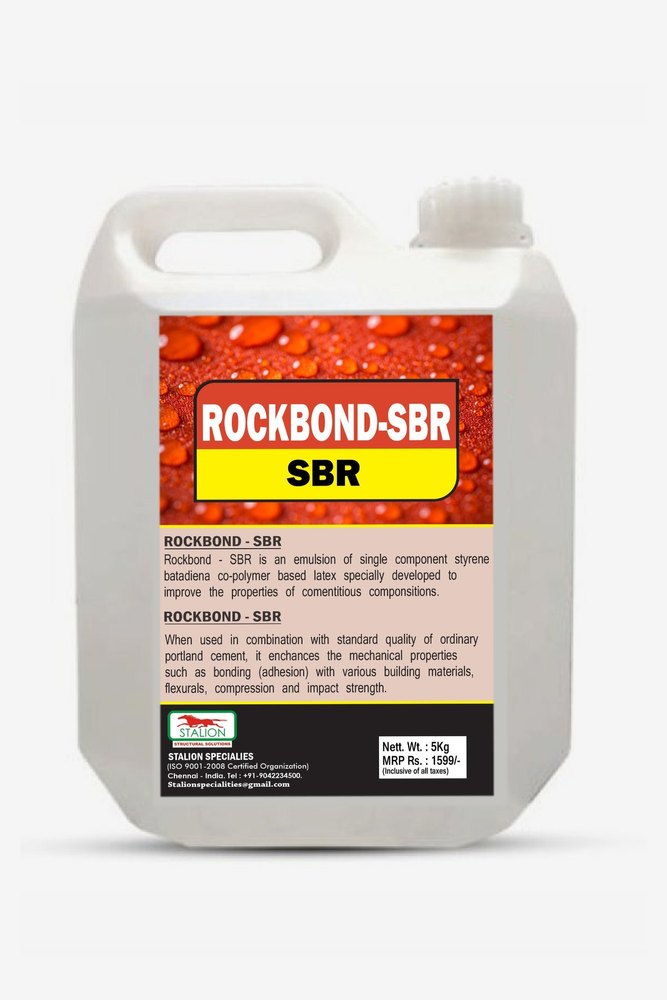 ROCKBOND-SBR
SBR
ROCKBOND - SBR
Rockbond - SBR is an emulsion of single component styrene
batadiena co-polymer based latex specially developed to
improve the properties of comentitious componsitions.
ROCKBOND - SBR
When used in combination with standard quality of ordinary
portland cement, it enchances the mechanical properties
such as bonding (adhesion) with various building materials,
flexurals, compression and impact strength.
STALION
STRUCTURAL SOLUTIONS
STALION SPECIALIES
(ISO 9001-2008 Certified Organization)
Chennai - India. Tel : +91-9042234500.
Stalionspecialities@gmail.com
Nett. Wt. : 5Kg
MRP Rs. : 1599/-
(Inclusive of all taxes)